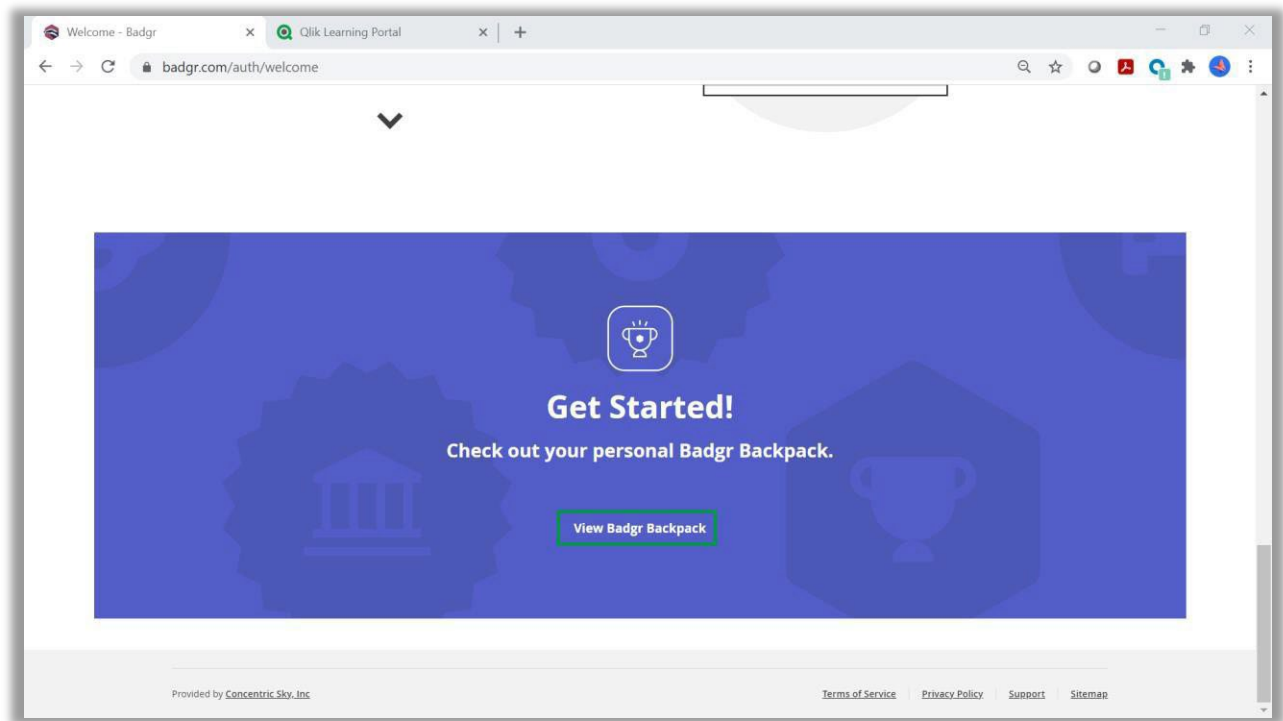 Welcome - Badgr
Qlik Learning Portal
badgr.com/auth/welcome
Get Started!
Check out your personal Badgr Backpack.
View Badgr Backpack
Provided by Concentric Sky, Inc
Terms of Service Privacy Policy Support Sitemap